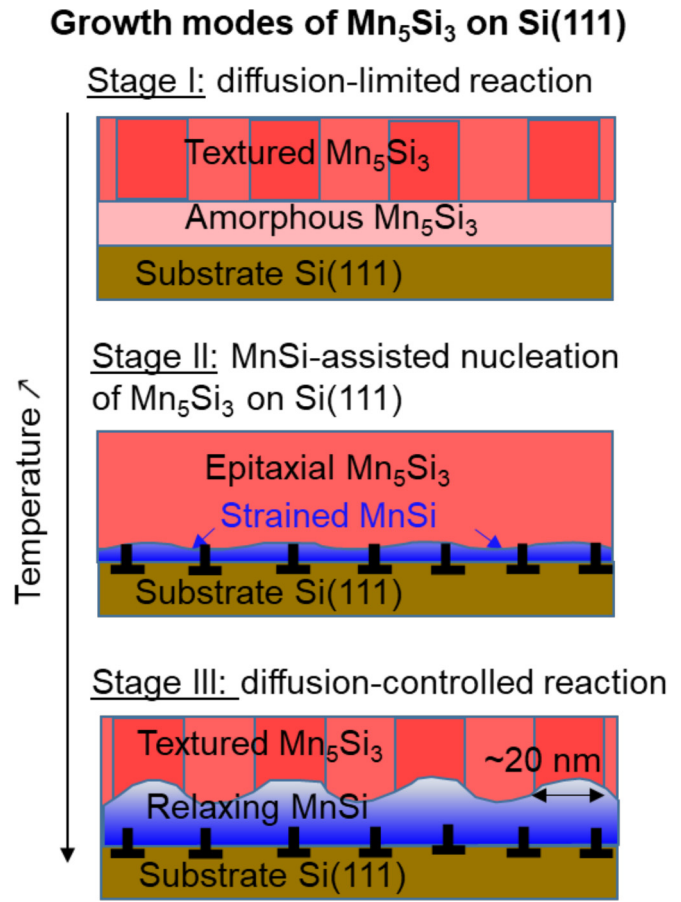 Growth modes of Mn₅Si₃ on Si(111)
Stage I: diffusion-limited reaction
Textured Mn₅Si₃
Amorphous Mn₅Si₃
Substrate Si(111)
Stage II: MnSi-assisted nucleation
of Mn₅Si₃ on Si(111)
Temperature ↗
Epitaxial Mn₅Si₃
Strained MnSi
Substrate Si(111)
Stage III: diffusion-controlled reaction
Textured Mn₅Si₃
~20 nm
Relaxing MnSi
Substrate Si(111)